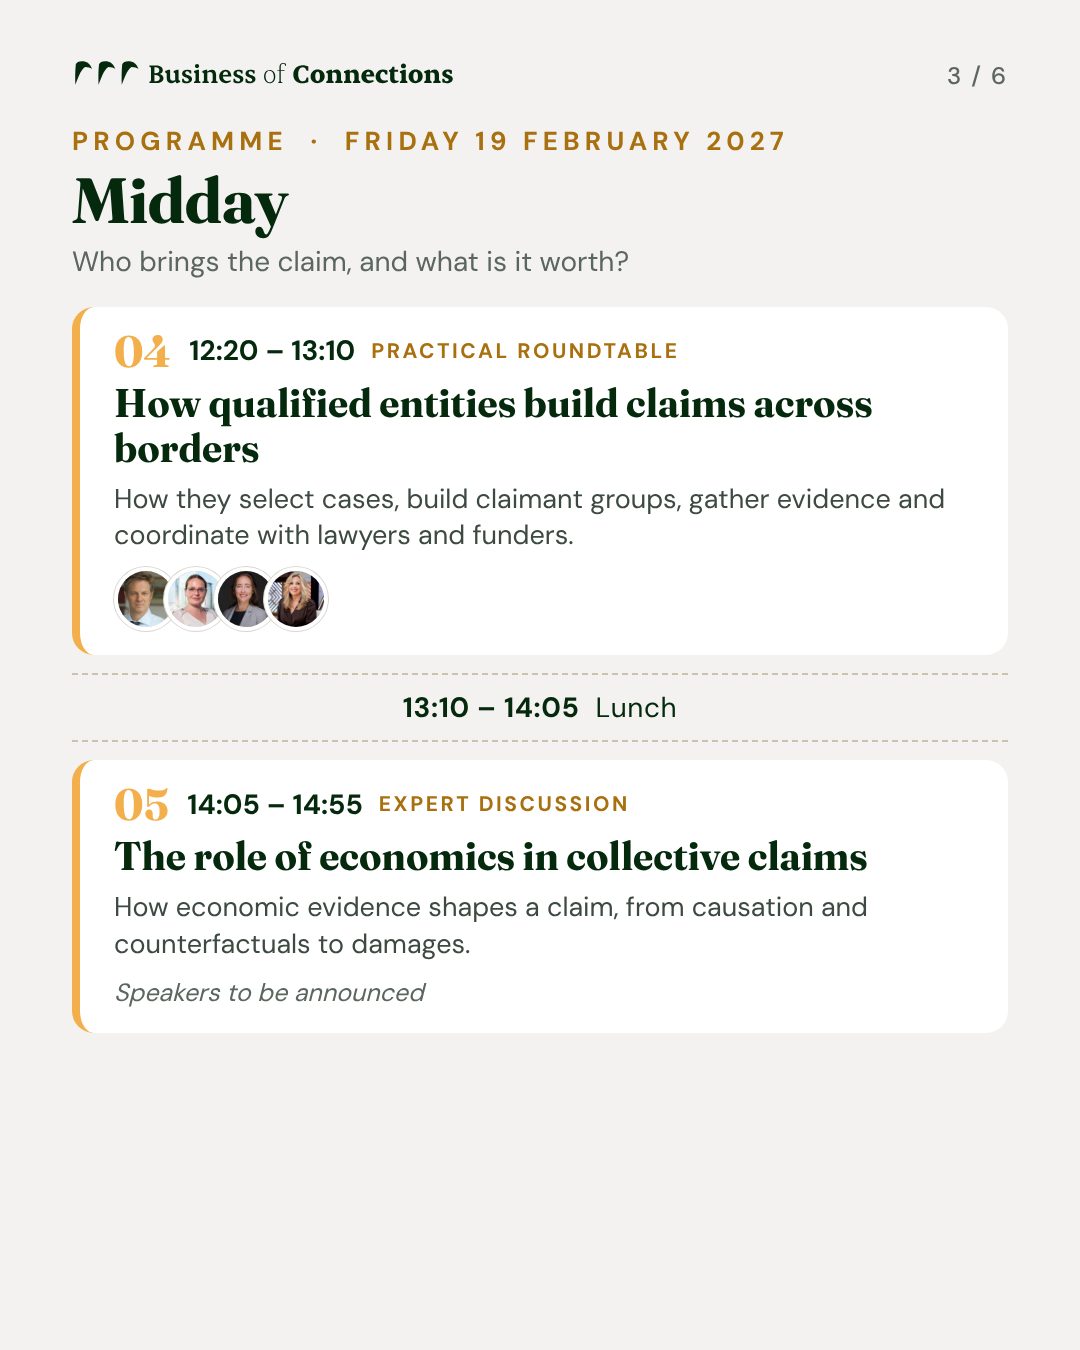 Business of Connections
3 / 6
PROGRAMME · FRIDAY 19 FEBRUARY 2027
Midday
Who brings the claim, and what is it worth?
04 12:20 – 13:10 PRACTICAL ROUNDTABLE
How qualified entities build claims across
borders
How they select cases, build claimant groups, gather evidence and
coordinate with lawyers and funders.
13:10 – 14:05 Lunch
05 14:05 – 14:55 EXPERT DISCUSSION
The role of economics in collective claims
How economic evidence shapes a claim, from causation and
counterfactuals to damages.
Speakers to be announced